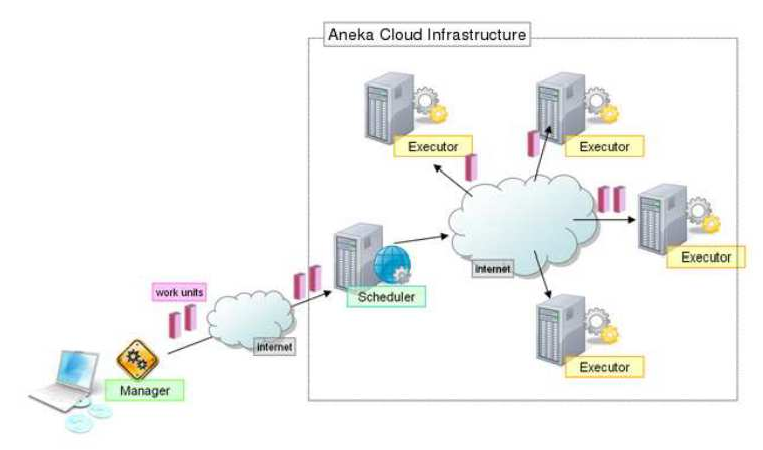 Aneka Cloud Infrastructure
Executor
Executor
Executor
internet
Scheduler
work units
internet
Executor
Manager